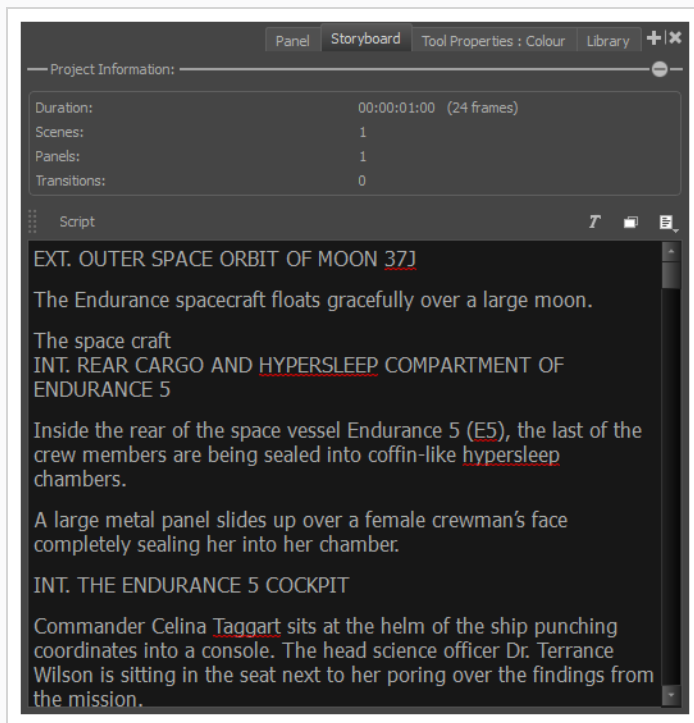 Panel Storyboard Tool Properties : Colour Library
Project Information:
Duration: 00:00:01:00 (24 frames)
Scenes: 1
Panels: 1
Transitions: 0
Script T
EXT. OUTER SPACE ORBIT OF MOON 37J
The Endurance spacecraft floats gracefully over a large moon.
The space craft
INT. REAR CARGO AND HYPERSLEEP COMPARTMENT OF
ENDURANCE 5
Inside the rear of the space vessel Endurance 5 (E5), the last of the
crew members are being sealed into coffin-like hypersleep
chambers.
A large metal panel slides up over a female crewman’s face
completely sealing her into her chamber.
INT. THE ENDURANCE 5 COCKPIT
Commander Celina Taggart sits at the helm of the ship punching
coordinates into a console. The head science officer Dr. Terrance
Wilson is sitting in the seat next to her poring over the findings from
the mission.